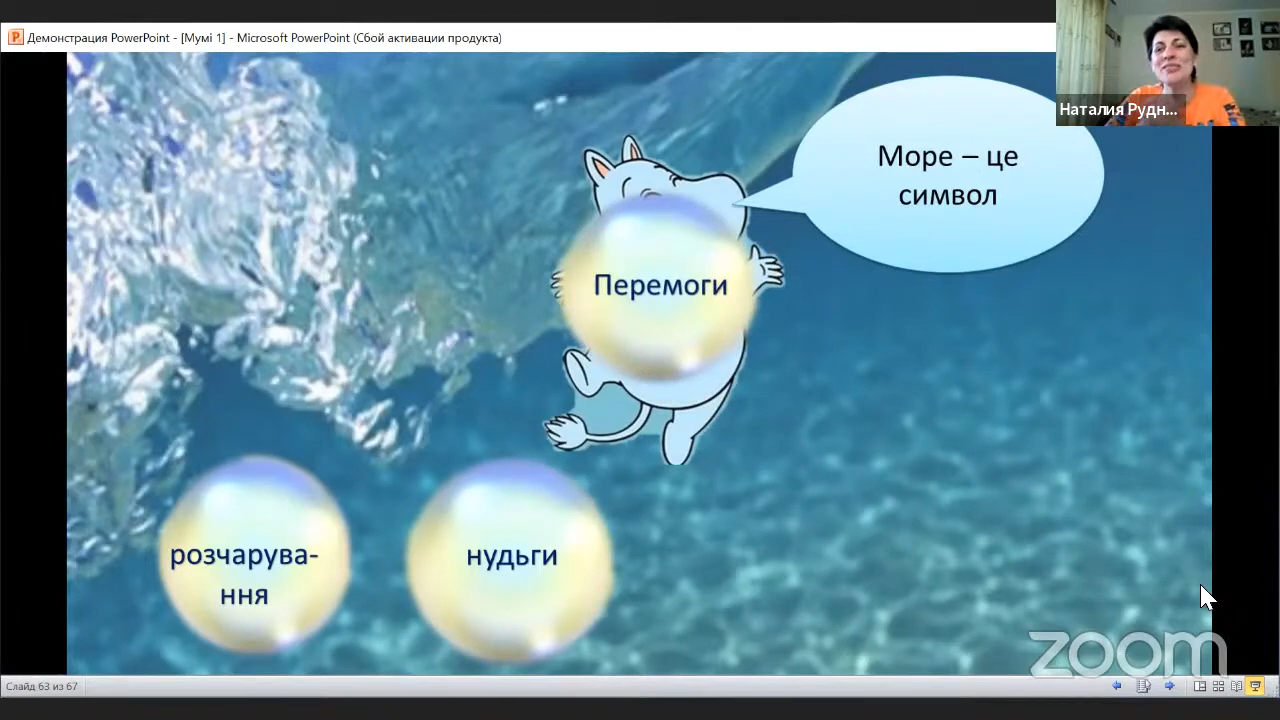 Демонстрация PowerPoint - [Мумі 1] - Microsoft PowerPoint (Сбой активации продукта)
Наталия Рудн...
Море – це
символ
Перемоги
розчарува-
ння
нудьги
zoom
Слайд 63 из 67